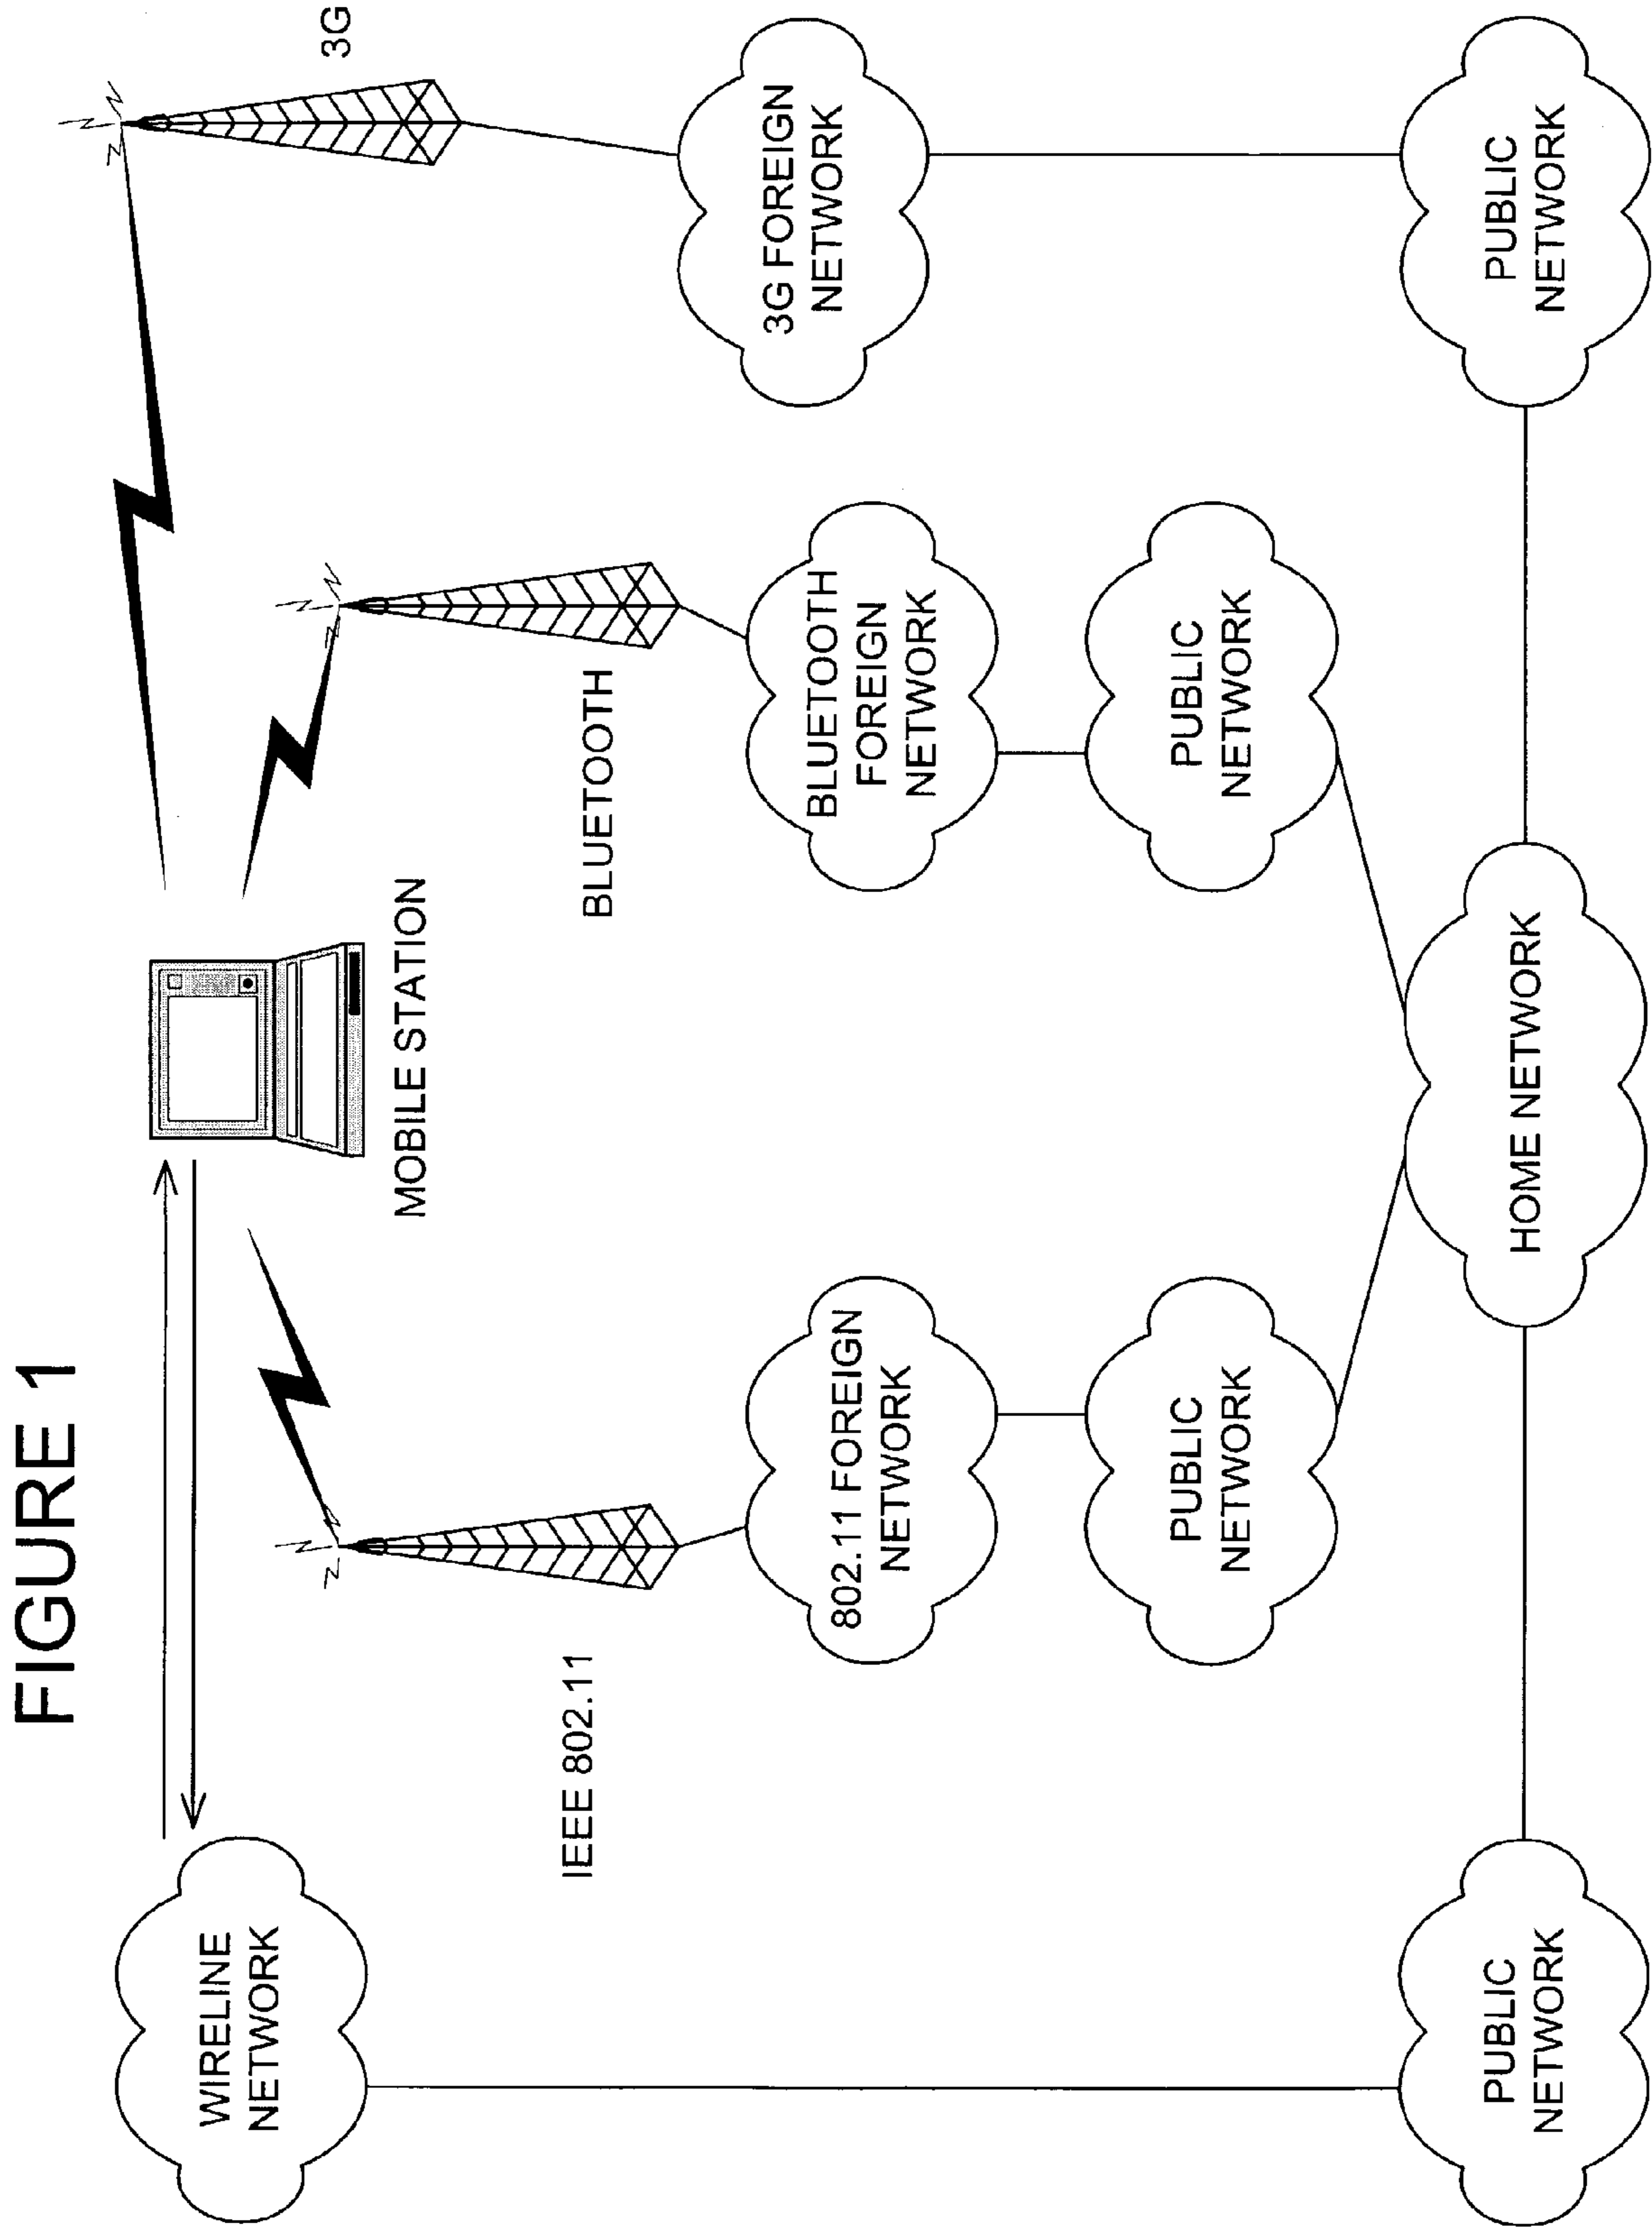 FIGURE 1
WIRELINE
NETWORK
MOBILE STATION
3G
IEEE 802.11
BLUETOOTH
802.11 FOREIGN
NETWORK
BLUETOOTH
FOREIGN
NETWORK
3G FOREIGN
NETWORK
PUBLIC
NETWORK
PUBLIC
NETWORK
PUBLIC
NETWORK
HOME NETWORK
PUBLIC
NETWORK